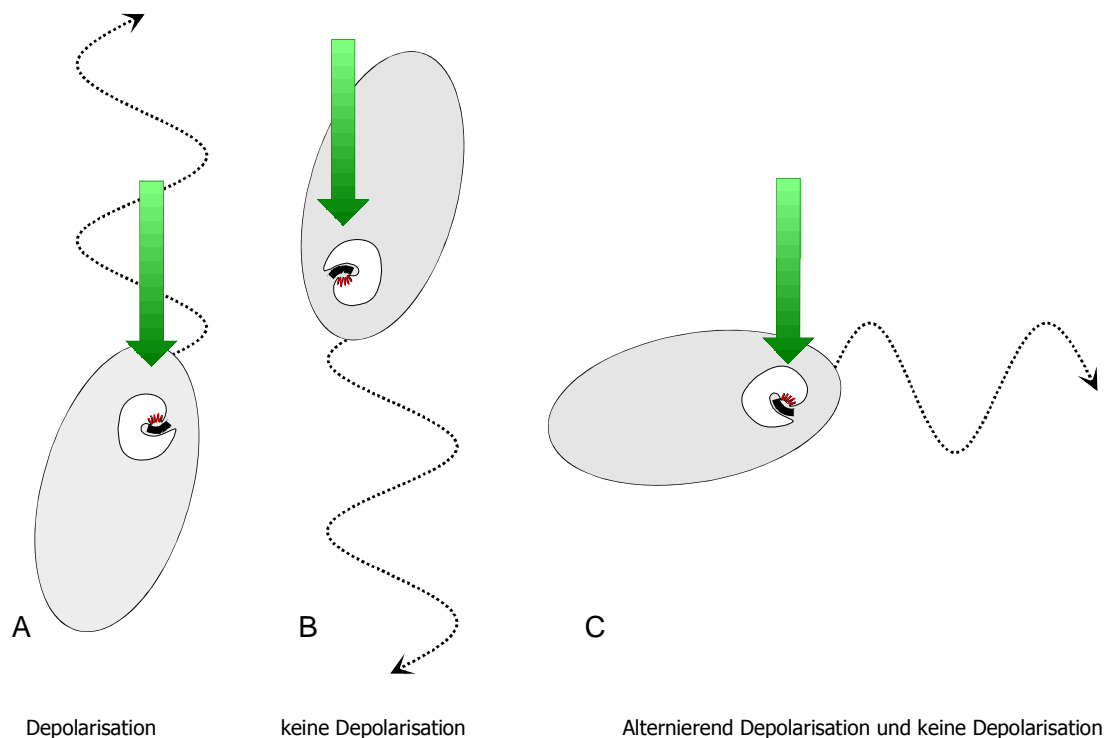 A
B
C
Depolarisation
keine Depolarisation
Alternierend Depolarisation und keine Depolarisation